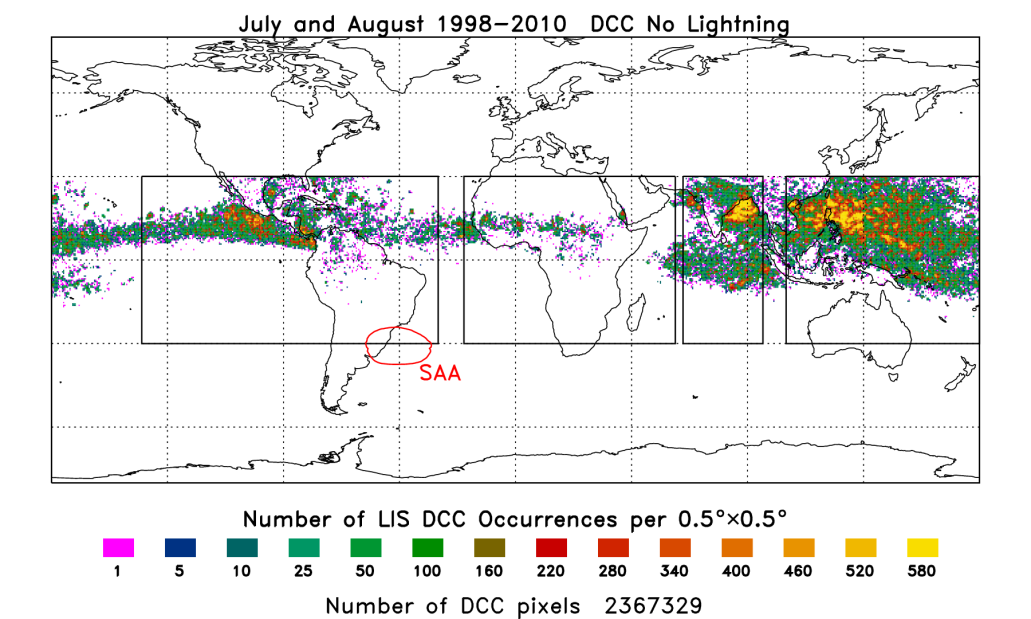 July and August 1998–2010 DCC No Lightning
SAA
Number of LIS DCC Occurrences per 0.5°×0.5°
1 5 10 25 50 100 160 220 280 340 400 460 520 580
Number of DCC pixels 2367329